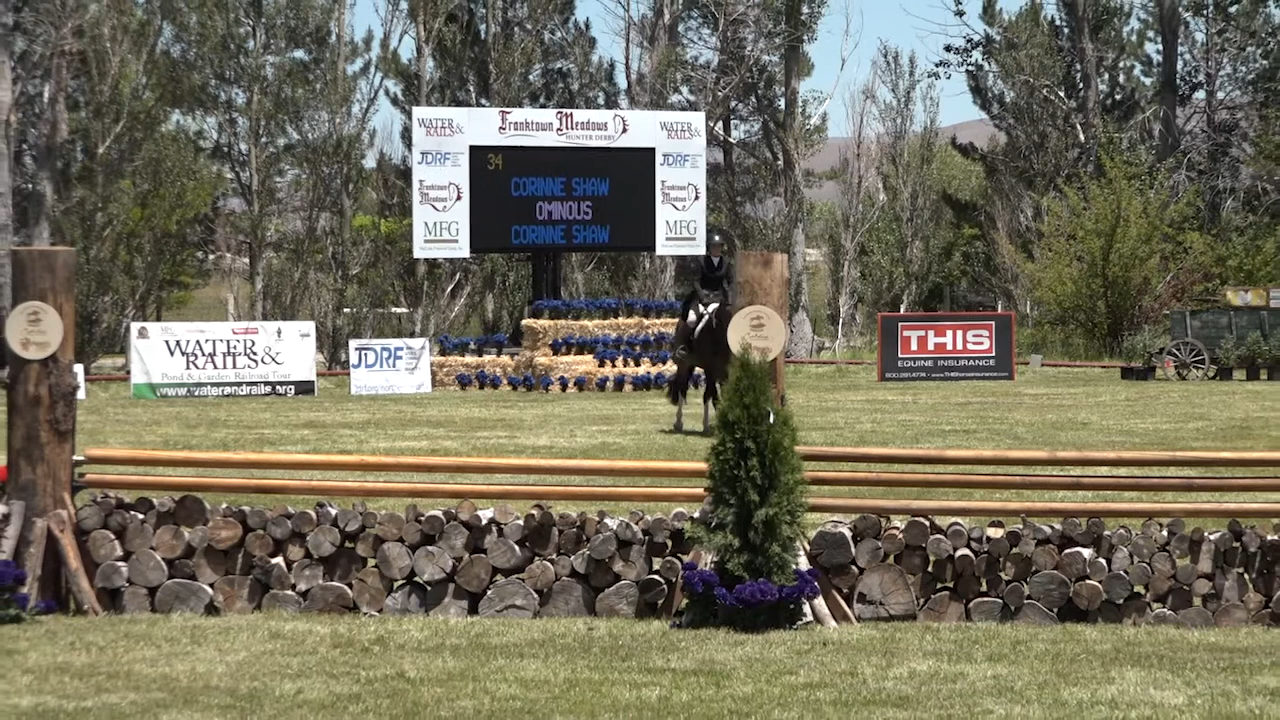 WATER &
RAILS
Franktown Meadows
HUNTER DERBY
WATER &
RAILS
JDRF
34
JDRF
CORINNE SHAW
Franktown
Meadows
OMINOUS
Franktown
Meadows
MFG
CORINNE SHAW
MFG
WATER &
RAILS
Pond & Garden Railroad Tour
www.waterandrails.org
JDRF
THIS
EQUINE INSURANCE